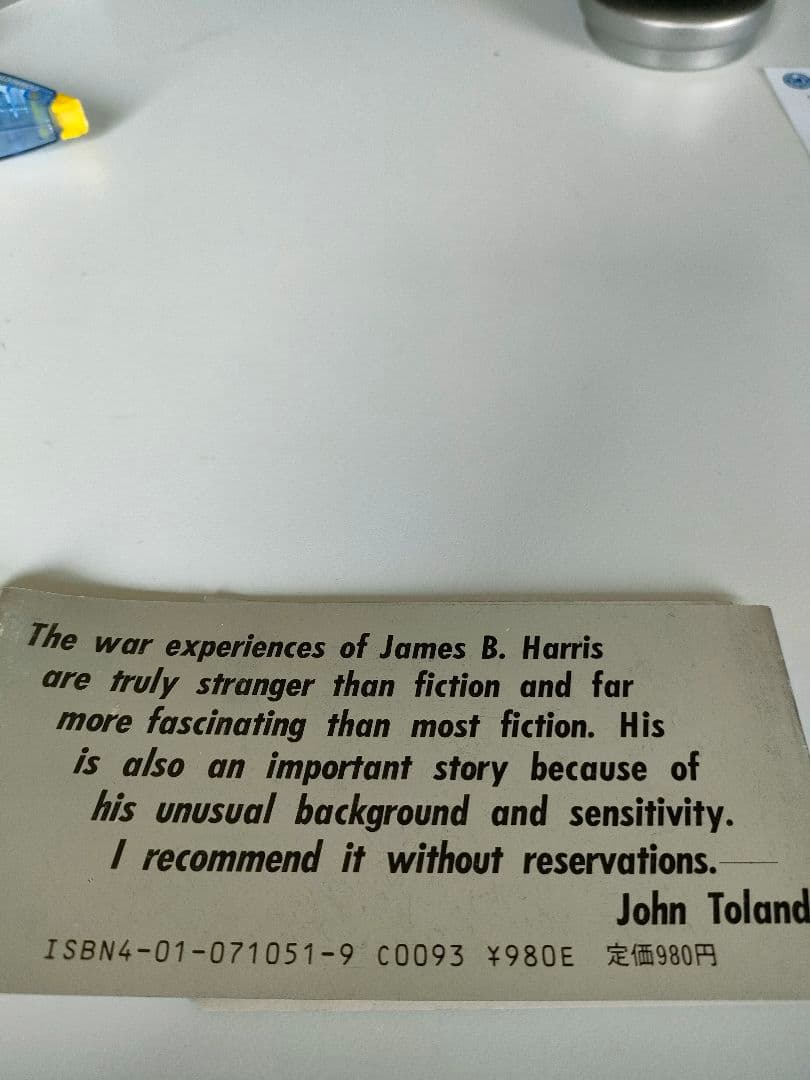 The war experiences of James B. Harris
are truly stranger than fiction and far
more fascinating than most fiction. His
is also an important story because of
his unusual background and sensitivity.
I recommend it without reservations.——
John Toland
ISBN4-01-071051-9 C0093 ¥980E 定価980円